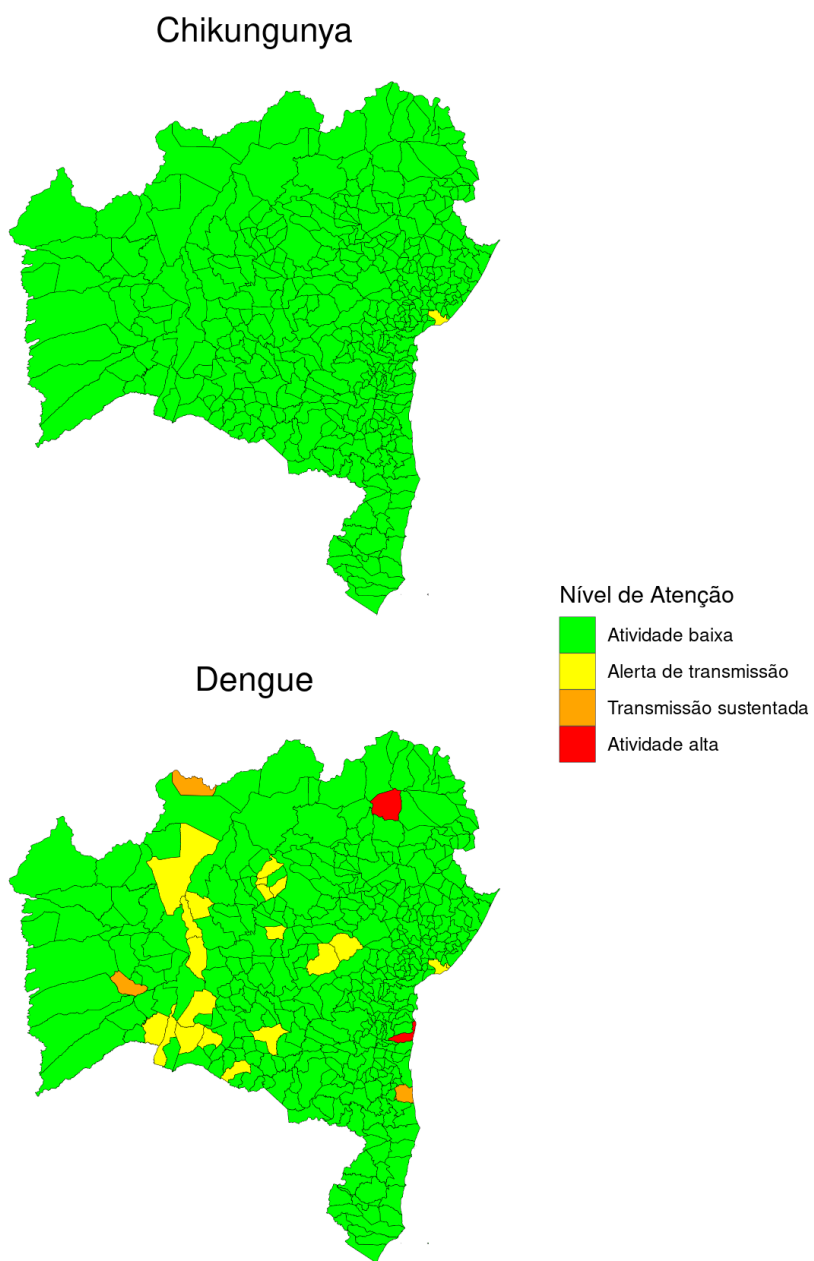 Chikungunya
Nível de Atenção
Atividade baixa
Alerta de transmissão
Transmissão sustentada
Atividade alta
Dengue